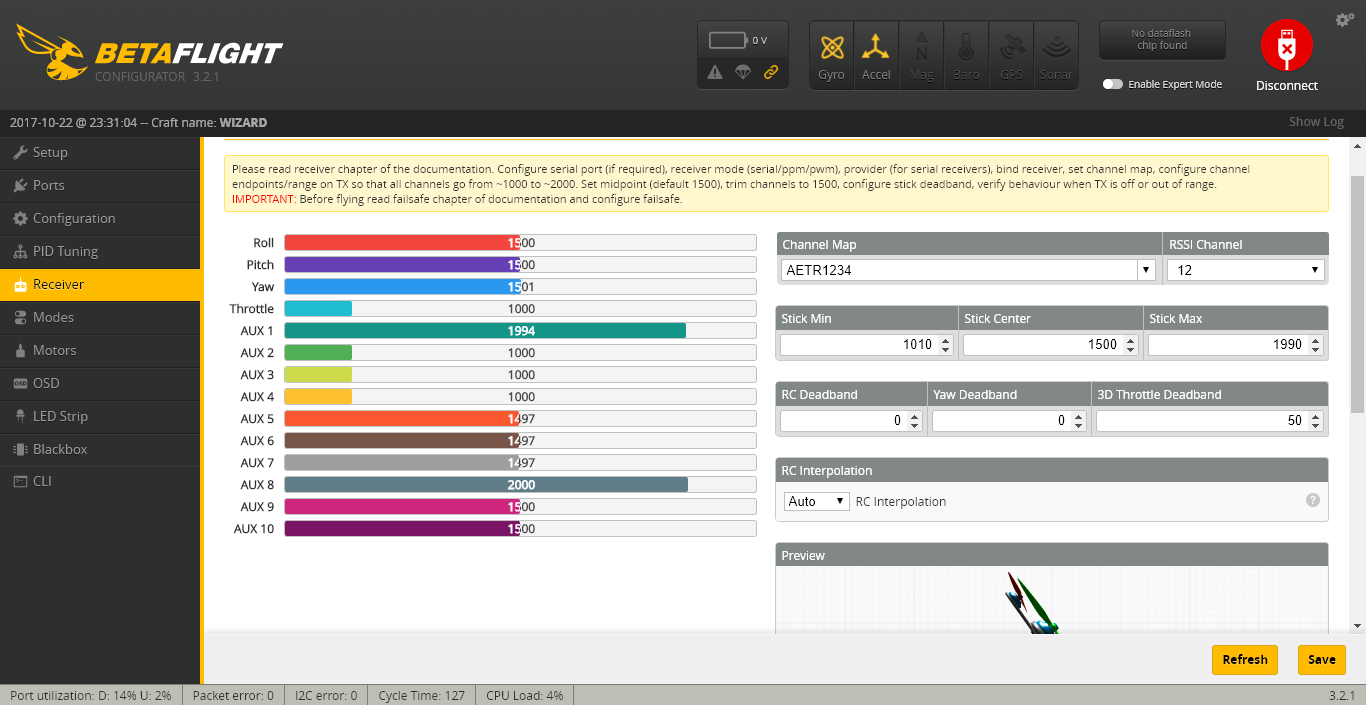 BETAFLIGHT
CONFIGURATOR 3.2.1
0 V
Gyro
Accel
Mag
Baro
GPS
Sonar
No dataflash
chip found
Enable Expert Mode
Disconnect
2017-10-22 @ 23:31:04 -- Craft name: WIZARD
Show Log
Setup
Ports
Configuration
PID Tuning
Receiver
Modes
Motors
OSD OSD
LED Strip
Blackbox
CLI
Please read receiver chapter of the documentation. Configure serial port (if required), receiver mode (serial/ppm/pwm), provider (for serial receivers), bind receiver, set channel map, configure channel
endpoints/range on TX so that all channels go from ~1000 to ~2000. Set midpoint (default 1500), trim channels to 1500, configure stick deadband, verify behaviour when TX is off or out of range.
IMPORTANT: Before flying read failsafe chapter of documentation and configure failsafe.
Roll 1500
Pitch 1500
Yaw 1501
Throttle 1000
AUX 1 1994
AUX 2 1000
AUX 3 1000
AUX 4 1000
AUX 5 1497
AUX 6 1497
AUX 7 1497
AUX 8 2000
AUX 9 1500
AUX 10 1500
Channel Map RSSI Channel
AETR1234 12
Stick Min Stick Center Stick Max
1010 1500 1990
RC Deadband Yaw Deadband 3D Throttle Deadband
0 0 50
RC Interpolation
Auto RC Interpolation ?
Preview
Refresh Save
Port utilization: D: 14% U: 2% Packet error: 0 I2C error: 0 Cycle Time: 127 CPU Load: 4% 3.2.1